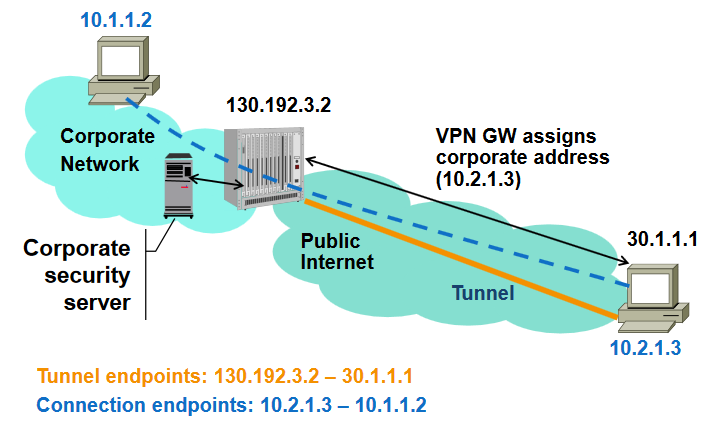 10.1.1.2
130.192.3.2
Corporate
Network
VPN GW assigns
corporate address
(10.2.1.3)
Corporate
security
server
Public
Internet
30.1.1.1
Tunnel
10.2.1.3
Tunnel endpoints: 130.192.3.2 – 30.1.1.1
Connection endpoints: 10.2.1.3 – 10.1.1.2